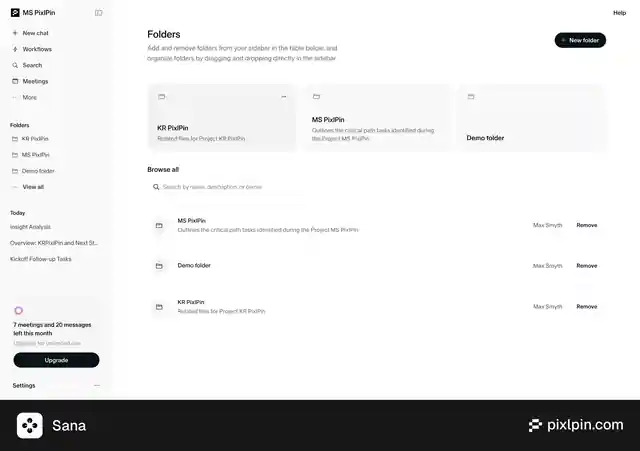 MS PixlPin
New chat
Workflows
Search
Meetings
More
Folders
KR PixlPin
MS PixlPin
Demo folder
View all
Today
Insight Analysis
Overview: KRPixlPin and Next St...
Kickoff Follow-up Tasks
7 meetings and 20 messages
left this month
Upgrade for unlimited use
Upgrade
Settings
Help
Folders
Add and remove folders from your sidebar in the table below, and
organize folders by dragging and dropping directly in the sidebar
New folder
KR PixlPin
Related files for Project KR PixlPin
MS PixlPin
Outlines the critical path tasks identified during
the Project MS PixlPin
Demo folder
Browse all
Search by name, description, or owner
MS PixlPin
Outlines the critical path tasks identified during the Project MS PixlPin
Max Smyth
Remove
Demo folder
Max Smyth
Remove
KR PixlPin
Related files for Project KR PixlPin
Max Smyth
Remove
Sana
pixlpin.com